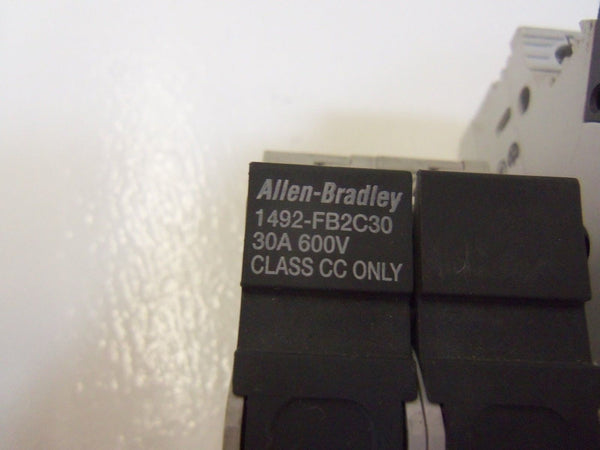 Allen-Bradley
1492-FB2C30
30A 600V
CLASS CC ONLY